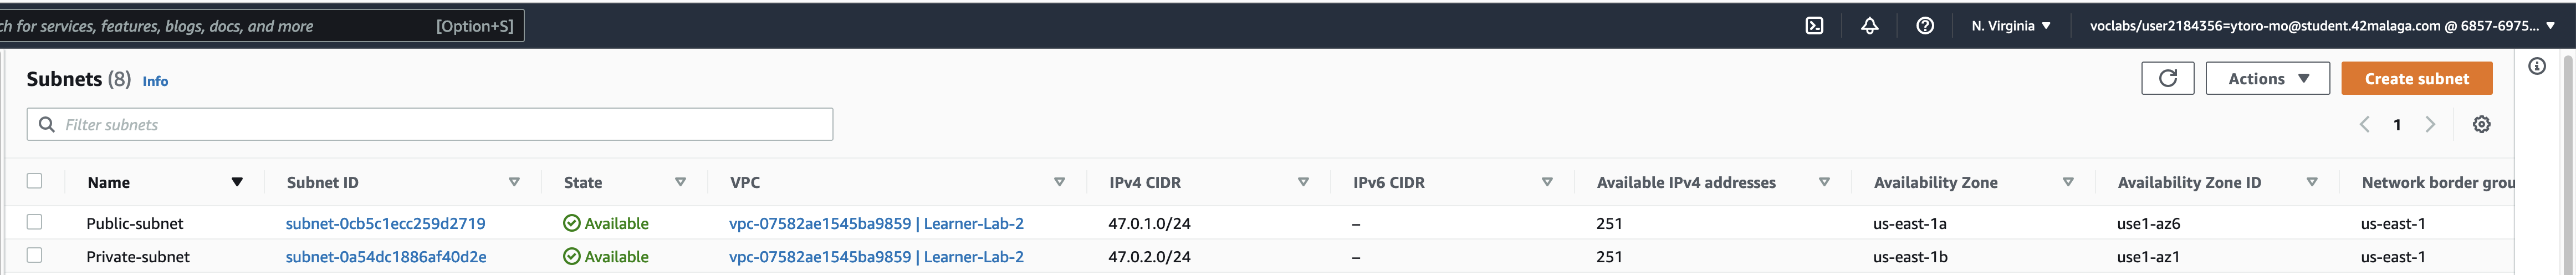 ch for services, features, blogs, docs, and more [Option+S] N. Virginia voclabs/user2184356=ytoro-mo@student.42malaga.com @ 6857-6975...
Subnets (8) Info Actions Create subnet
Filter subnets 1
Name Subnet ID State VPC IPv4 CIDR IPv6 CIDR Available IPv4 addresses Availability Zone Availability Zone ID Network border grou
Public-subnet subnet-0cb5c1ecc259d2719 Available vpc-07582ae1545ba9859 | Learner-Lab-2 47.0.1.0/24 – 251 us-east-1a use1-az6 us-east-1
Private-subnet subnet-0a54dc1886af40d2e Available vpc-07582ae1545ba9859 | Learner-Lab-2 47.0.2.0/24 – 251 us-east-1b use1-az1 us-east-1